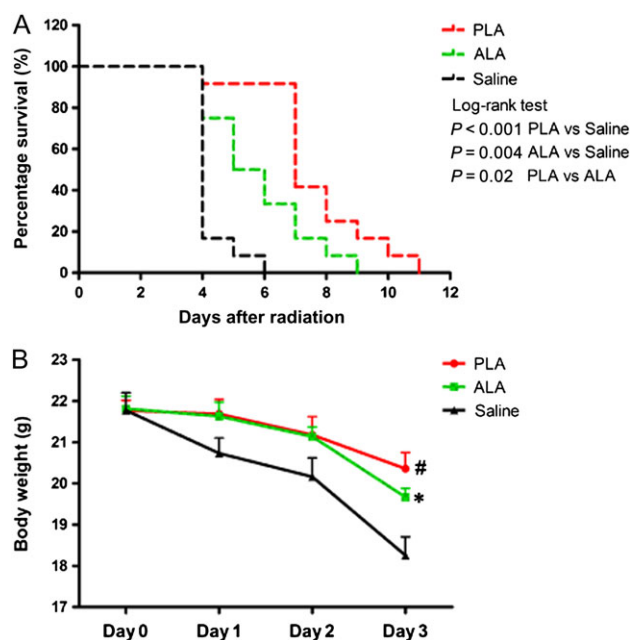 A
120
100
80
60
40
20
0
Percentage survival (%)
0 2 4 6 8 10 12
Days after radiation
PLA
ALA
Saline
Log-rank test
P < 0.001 PLA vs Saline
P = 0.004 ALA vs Saline
P = 0.02 PLA vs ALA
B
23
22
21
20
19
18
17
Body weight (g)
Day 0 Day 1 Day 2 Day 3
PLA
ALA
Saline
#
*